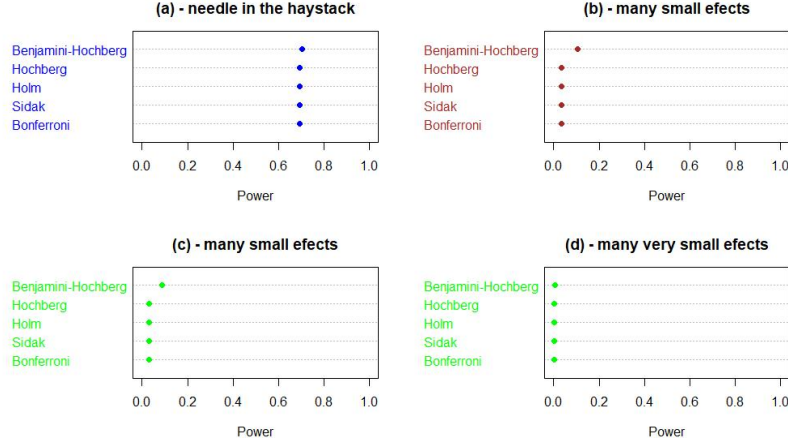 (a) - needle in the haystack
Benjamini-Hochberg
Hochberg
Holm
Sidak
Bonferroni
0.0 0.2 0.4 0.6 0.8 1.0
Power
(b) - many small efects
Benjamini-Hochberg
Hochberg
Holm
Sidak
Bonferroni
0.0 0.2 0.4 0.6 0.8 1.0
Power
(c) - many small efects
Benjamini-Hochberg
Hochberg
Holm
Sidak
Bonferroni
0.0 0.2 0.4 0.6 0.8 1.0
Power
(d) - many very small effects
Benjamini-Hochberg
Hochberg
Holm
Sidak
Bonferroni
0.0 0.2 0.4 0.6 0.8 1.0
Power